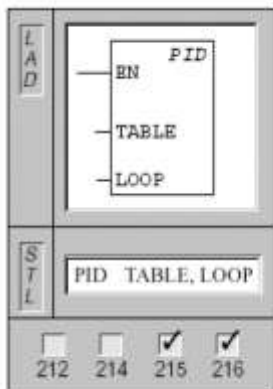 LAD
PID
EN
TABLE
LOOP
STL
PID TABLE, LOOP
212 214 215 216